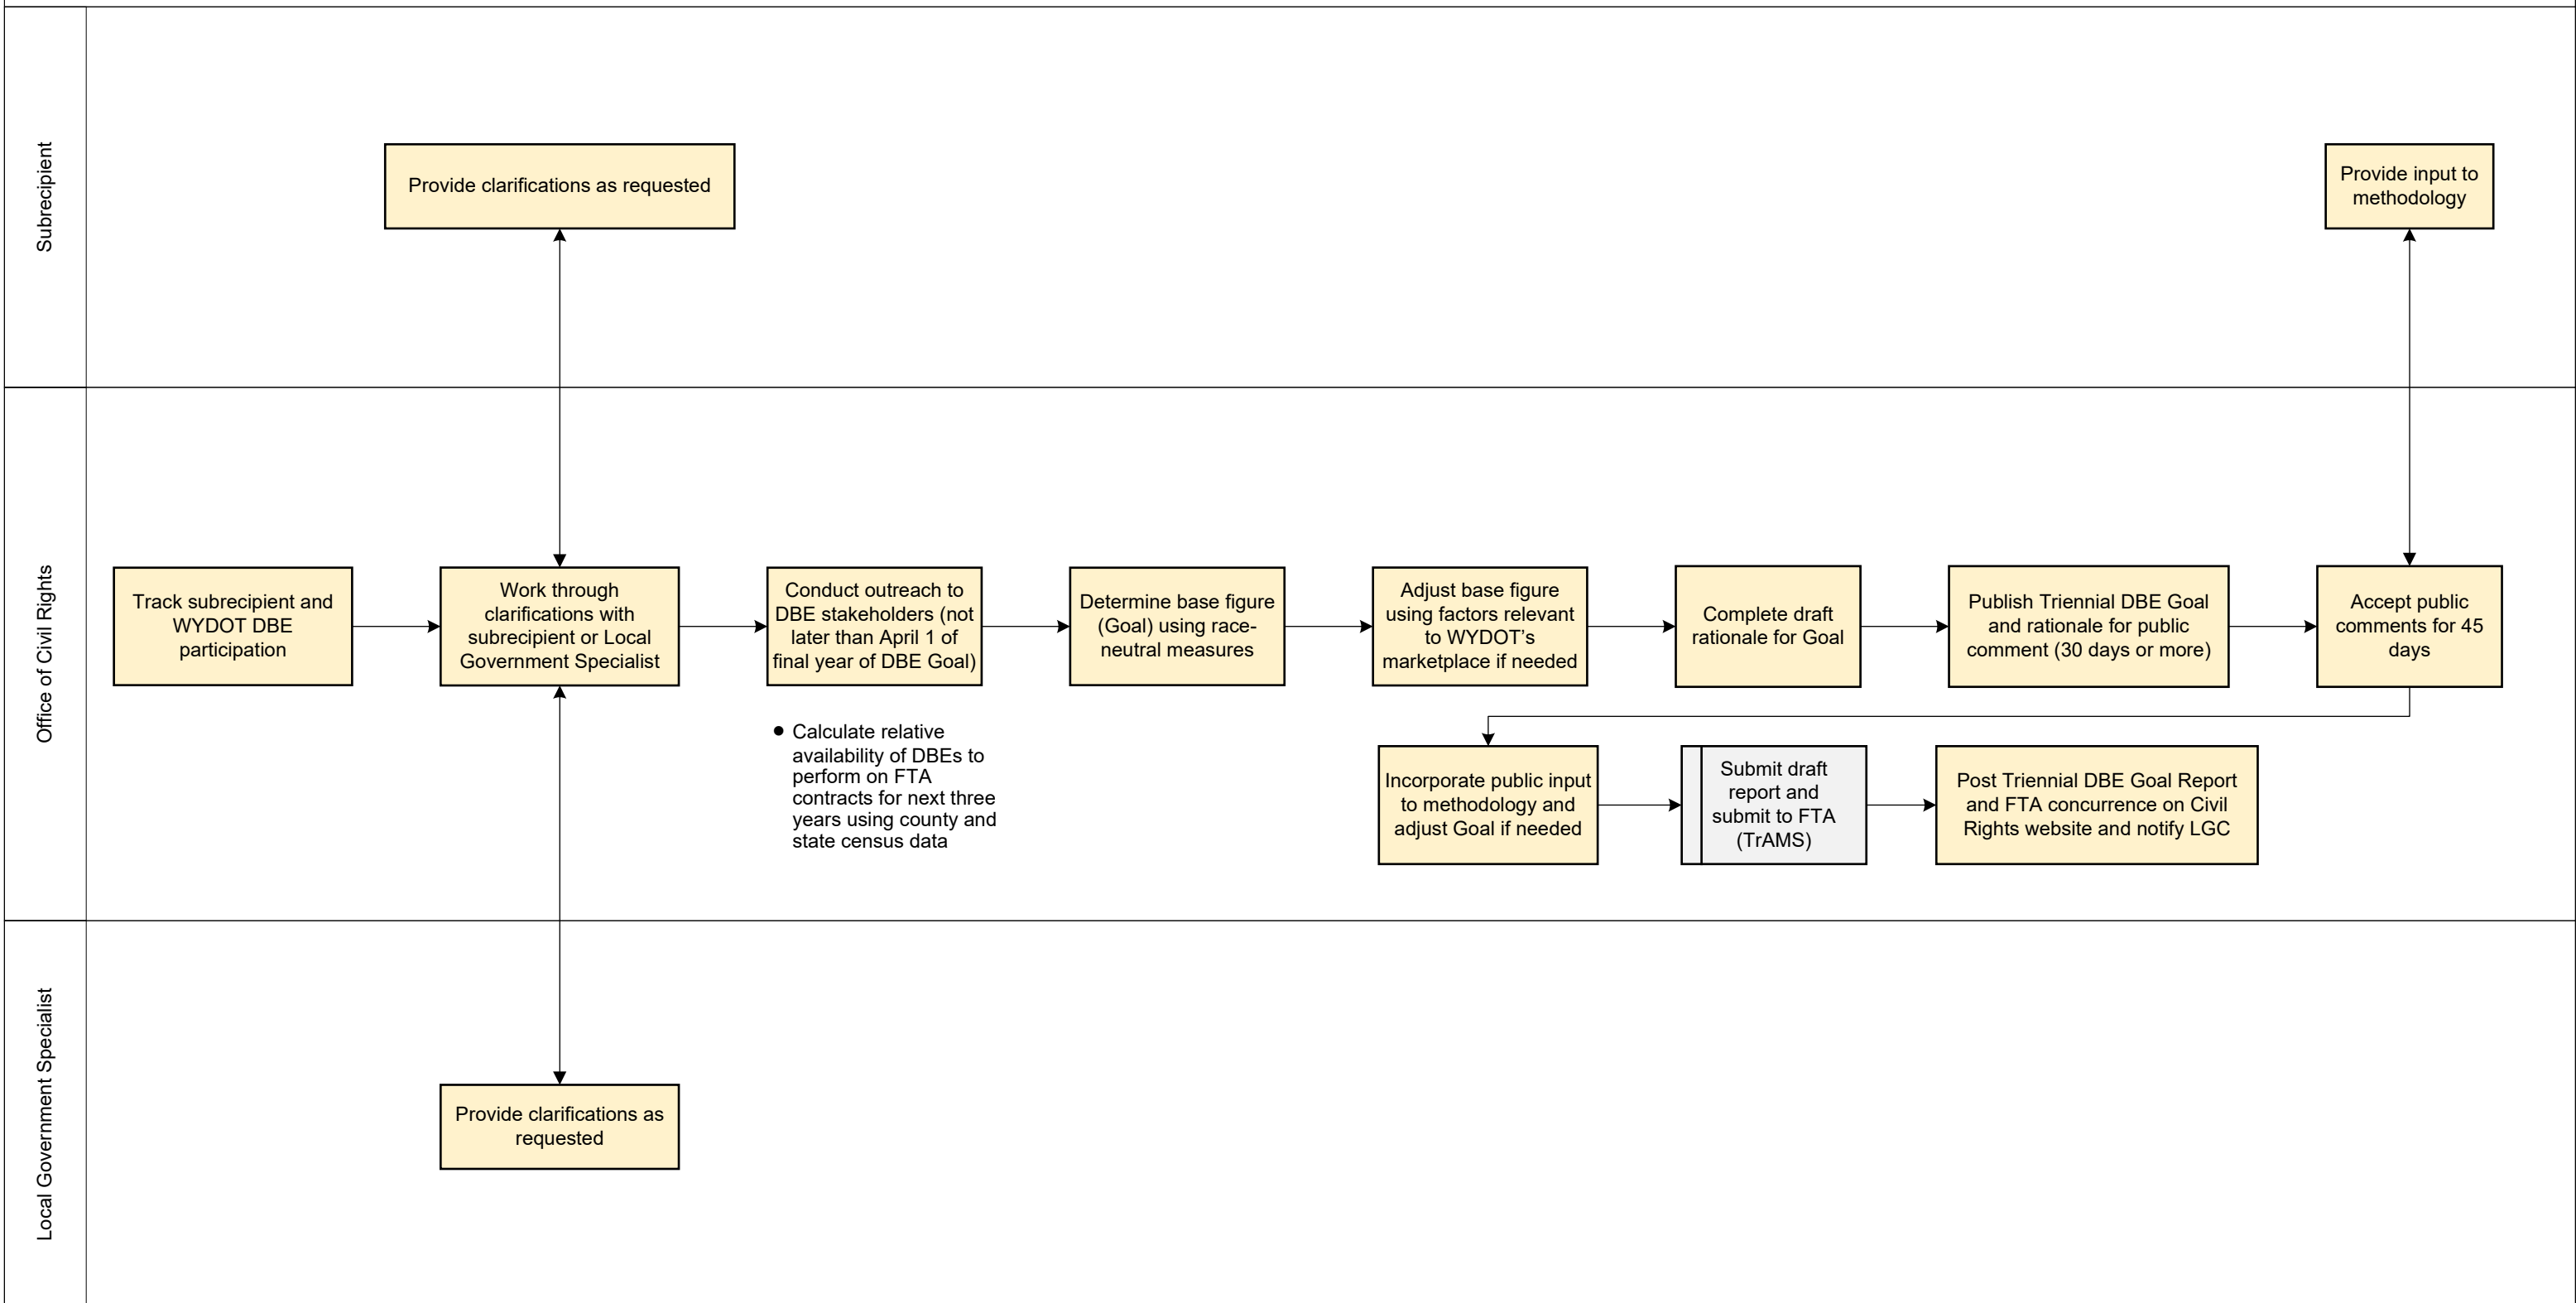 Subrecipient
Provide clarifications as requested
Provide input to
methodology
Office of Civil Rights
Track subrecipient and
WYDOT DBE
participation
Work through
clarifications with
subrecipient or Local
Government Specialist
Conduct outreach to
DBE stakeholders (not
later than April 1 of
final year of DBE Goal)
Determine base figure
(Goal) using race-
neutral measures
Adjust base figure
using factors relevant
to WYDOT’s
marketplace if needed
Complete draft
rationale for Goal
Publish Triennial DBE Goal
and rationale for public
comment (30 days or more)
Accept public
comments for 45
days
● Calculate relative
availability of DBEs to
perform on FTA
contracts for next three
years using county and
state census data
Incorporate public input
to methodology and
adjust Goal if needed
Submit draft
report and
submit to FTA
(TrAMS)
Post Triennial DBE Goal Report
and FTA concurrence on Civil
Rights website and notify LGC
Local Government Specialist
Provide clarifications as
requested